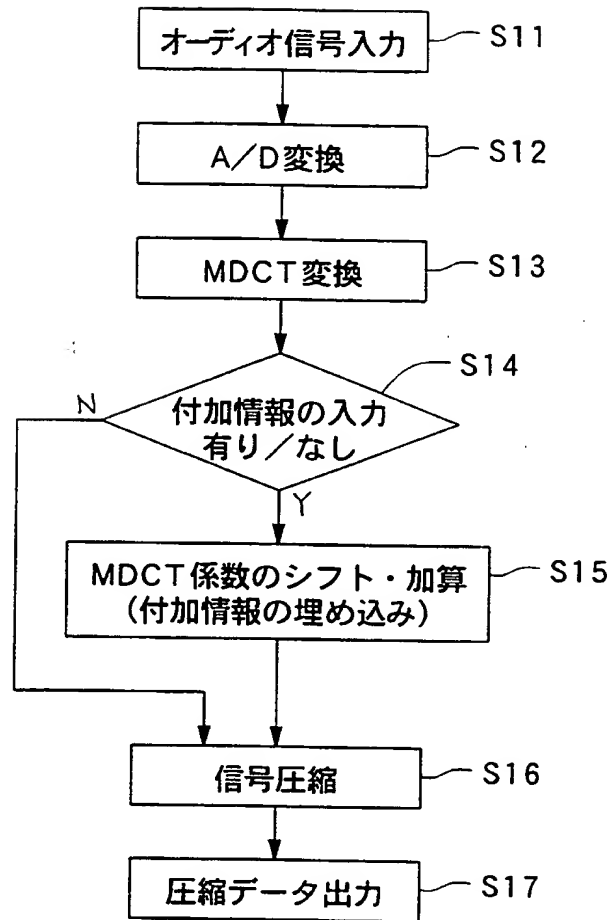 オーディオ信号入力 S11
A/D変換 S12
MDCT変換 S13
S14
N
付加情報の入力
有り/なし
Y
MDCT係数のシフト・加算 S15
(付加情報の埋め込み)
信号圧縮 S16
圧縮データ出力 S17